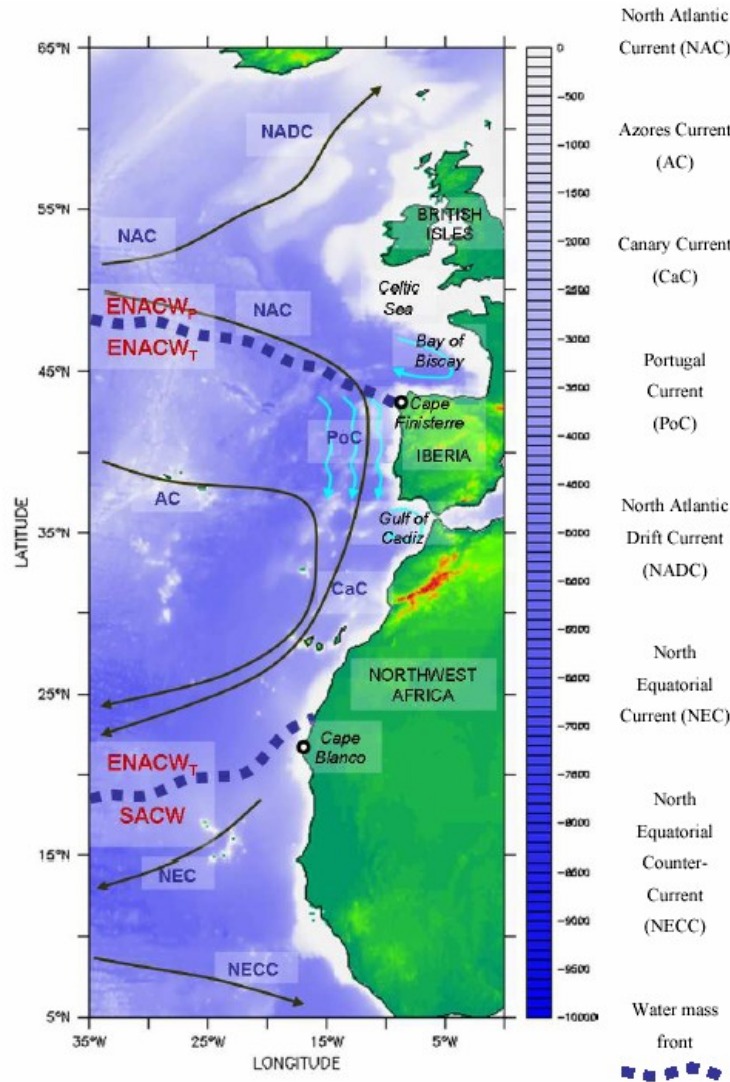 65°N
55°N
45°N
35°N
25°N
15°N
5°N
LATITUDE
35°W
25°W
15°W
5°W
LONGITUDE
NADC
NAC
BRITISH
ISLES
Celtic
Sea
ENACW_P
NAC
ENACW_T
Bay of
Biscay
Cape
Finisterre
PoC
IBERIA
AC
Gulf of
Cadiz
CaC
NORTHWEST
AFRICA
ENACW_T
Cape
Blanco
SACW
NEC
NECC
0
-500
-1000
-1500
-2000
-2500
-3000
-3500
-4000
-4500
-5000
-5500
-6000
-6500
-7000
-7500
-8000
-8500
-9000
-9500
-10000
North Atlantic
Current (NAC)
Azores Current
(AC)
Canary Current
(CaC)
Portugal
Current
(PoC)
North Atlantic
Drift Current
(NADC)
North
Equatorial
Current (NEC)
North
Equatorial
Counter-
Current
(NECC)
Water mass
front